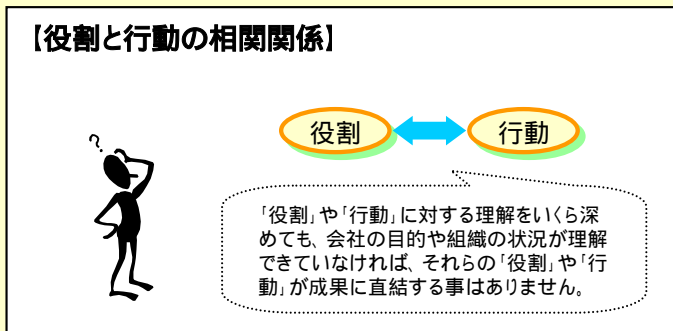 【役割と行動の相関関係】
?
役割 行動
「役割」や「行動」に対する理解をいくら深
めても、会社の目的や組織の状況が理解
できていなければ、それらの「役割」や「行
動」が成果に直結する事はありません。